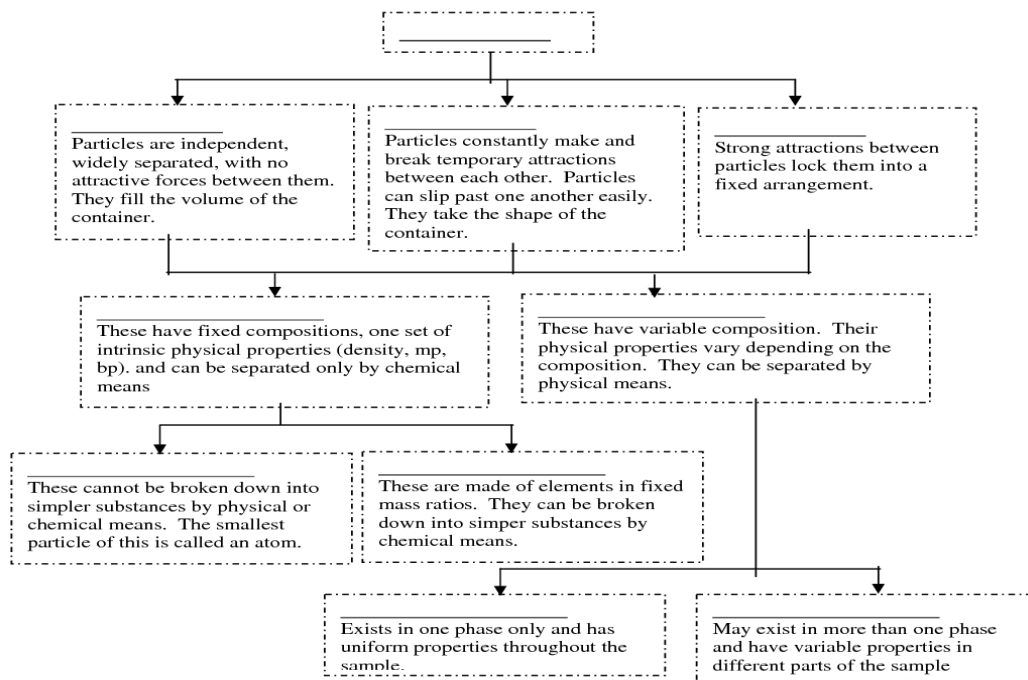 Particles are independent,
widely separated, with no
attractive forces between them.
They fill the volume of the
container.
Particles constantly make and
break temporary attractions
between each other. Particles
can slip past one another easily.
They take the shape of the
container.
Strong attractions between
particles lock them into a
fixed arrangement.
These have fixed compositions, one set of
intrinsic physical properties (density, mp,
bp). and can be separated only by chemical
means
These have variable composition. Their
physical properties vary depending on the
composition. They can be separated by
physical means.
These cannot be broken down into
simpler substances by physical or
chemical means. The smallest
particle of this is called an atom.
These are made of elements in fixed
mass ratios. They can be broken
down into simper substances by
chemical means.
Exists in one phase only and has
uniform properties throughout the
sample.
May exist in more than one phase
and have variable properties in
different parts of the sample